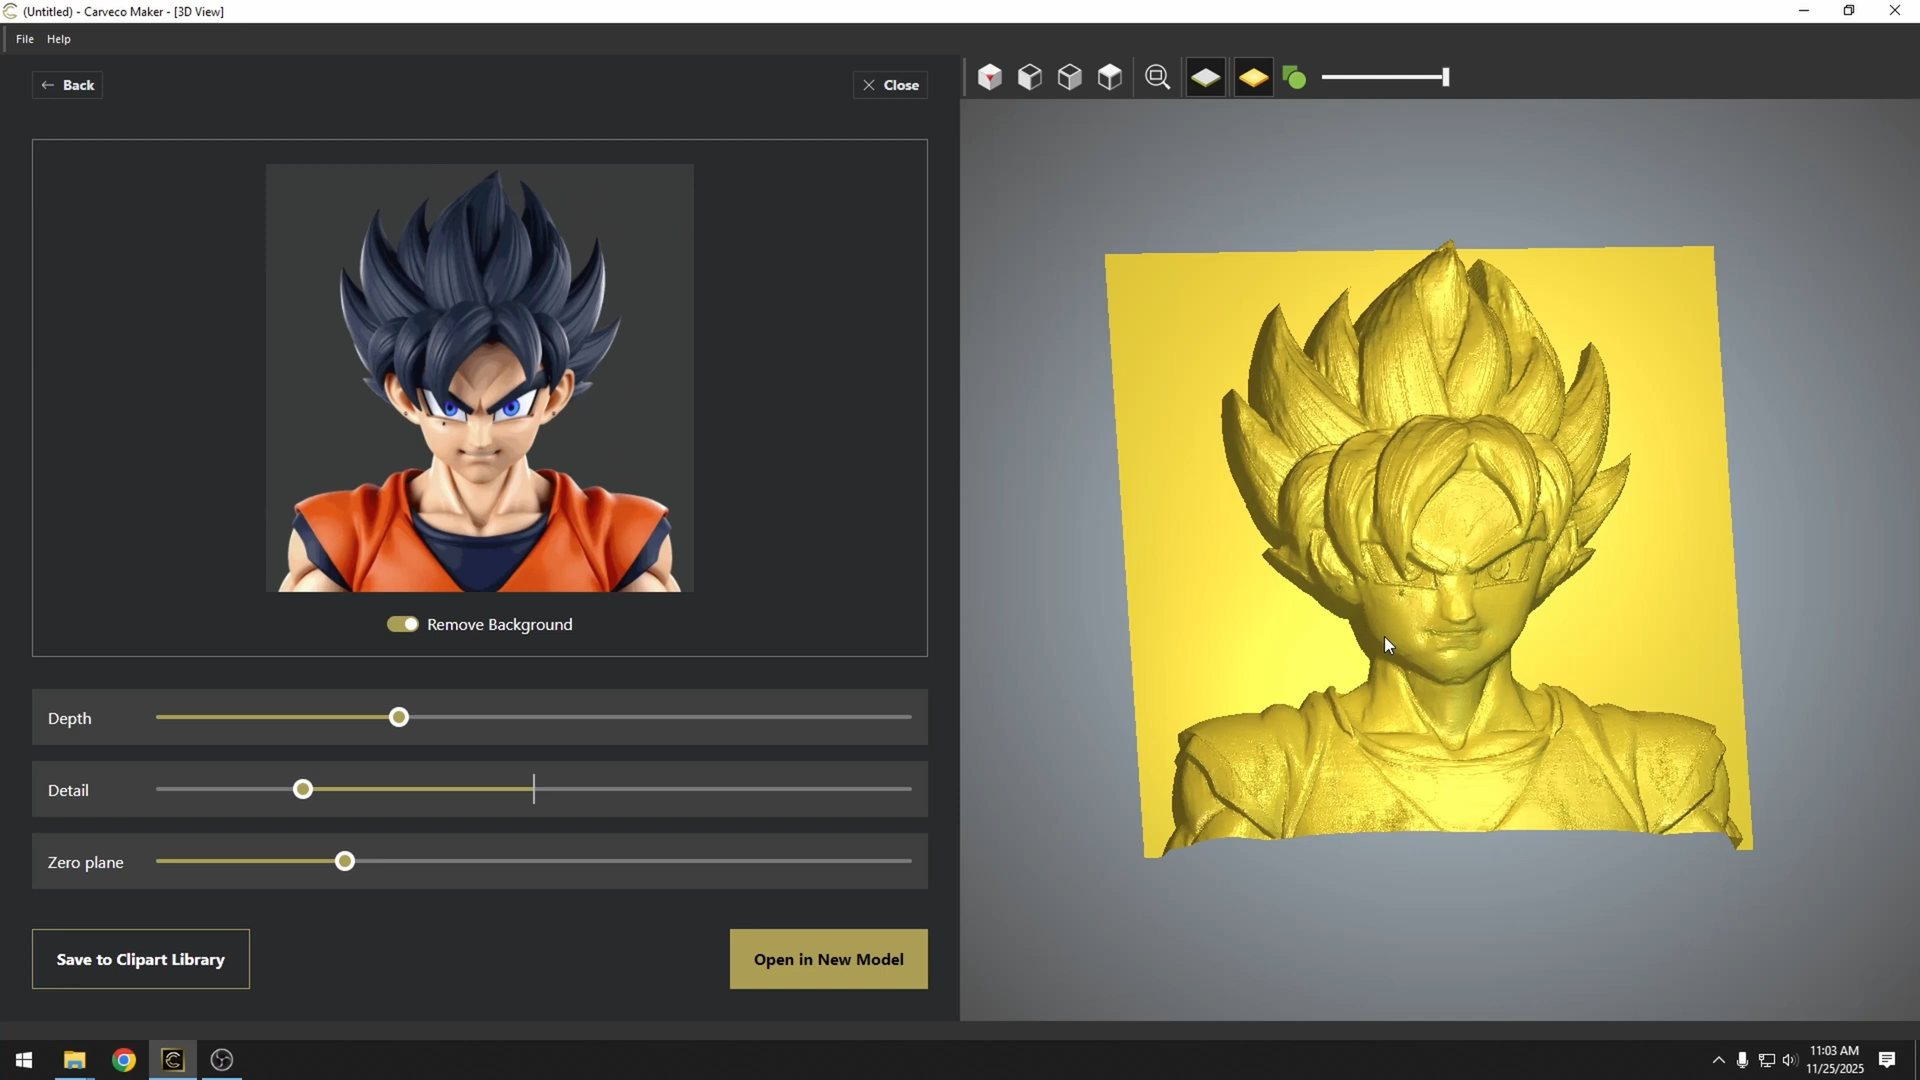 (Untitled) - Carveco Maker - [3D View]
File Help
← Back
Close
Remove Background
Depth
Detail
Zero plane
Save to Clipart Library
Open in New Model
11:03 AM
11/25/2025